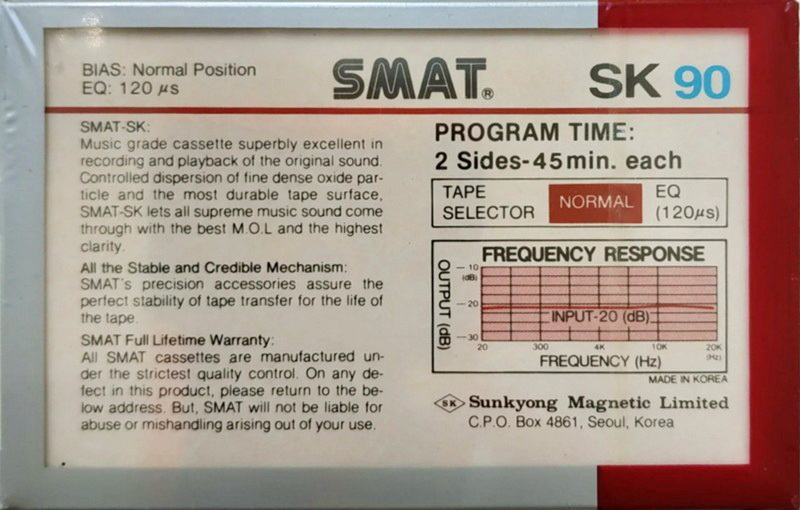 BIAS: Normal Position
EQ: 120 μs
SMAT®
SK 90
SMAT-SK:
Music grade cassette superbly excellent in
recording and playback of the original sound.
Controlled dispersion of fine dense oxide par-
ticle and the most durable tape surface,
SMAT-SK lets all supreme music sound come
through with the best M.O.L and the highest
clarity.
All the Stable and Credible Mechanism:
SMAT's precision accessories assure the
perfect stability of tape transfer for the life of
the tape.
SMAT Full Lifetime Warranty:
All SMAT cassettes are manufactured un-
der the strictest quality control. On any de-
fect in this product, please return to the be-
low address. But, SMAT will not be liable for
abuse or mishandling arising out of your use.
PROGRAM TIME:
2 Sides-45min. each
TAPE
SELECTOR
NORMAL
EQ
(120μs)
FREQUENCY RESPONSE
OUTPUT (dB)
-10
(dB)
-20
-30
INPUT-20 (dB)
20 300 4K 10K 20K
(Hz)
FREQUENCY (Hz)
MADE IN KOREA
SK Sunkyong Magnetic Limited
C.P.O. Box 4861, Seoul, Korea